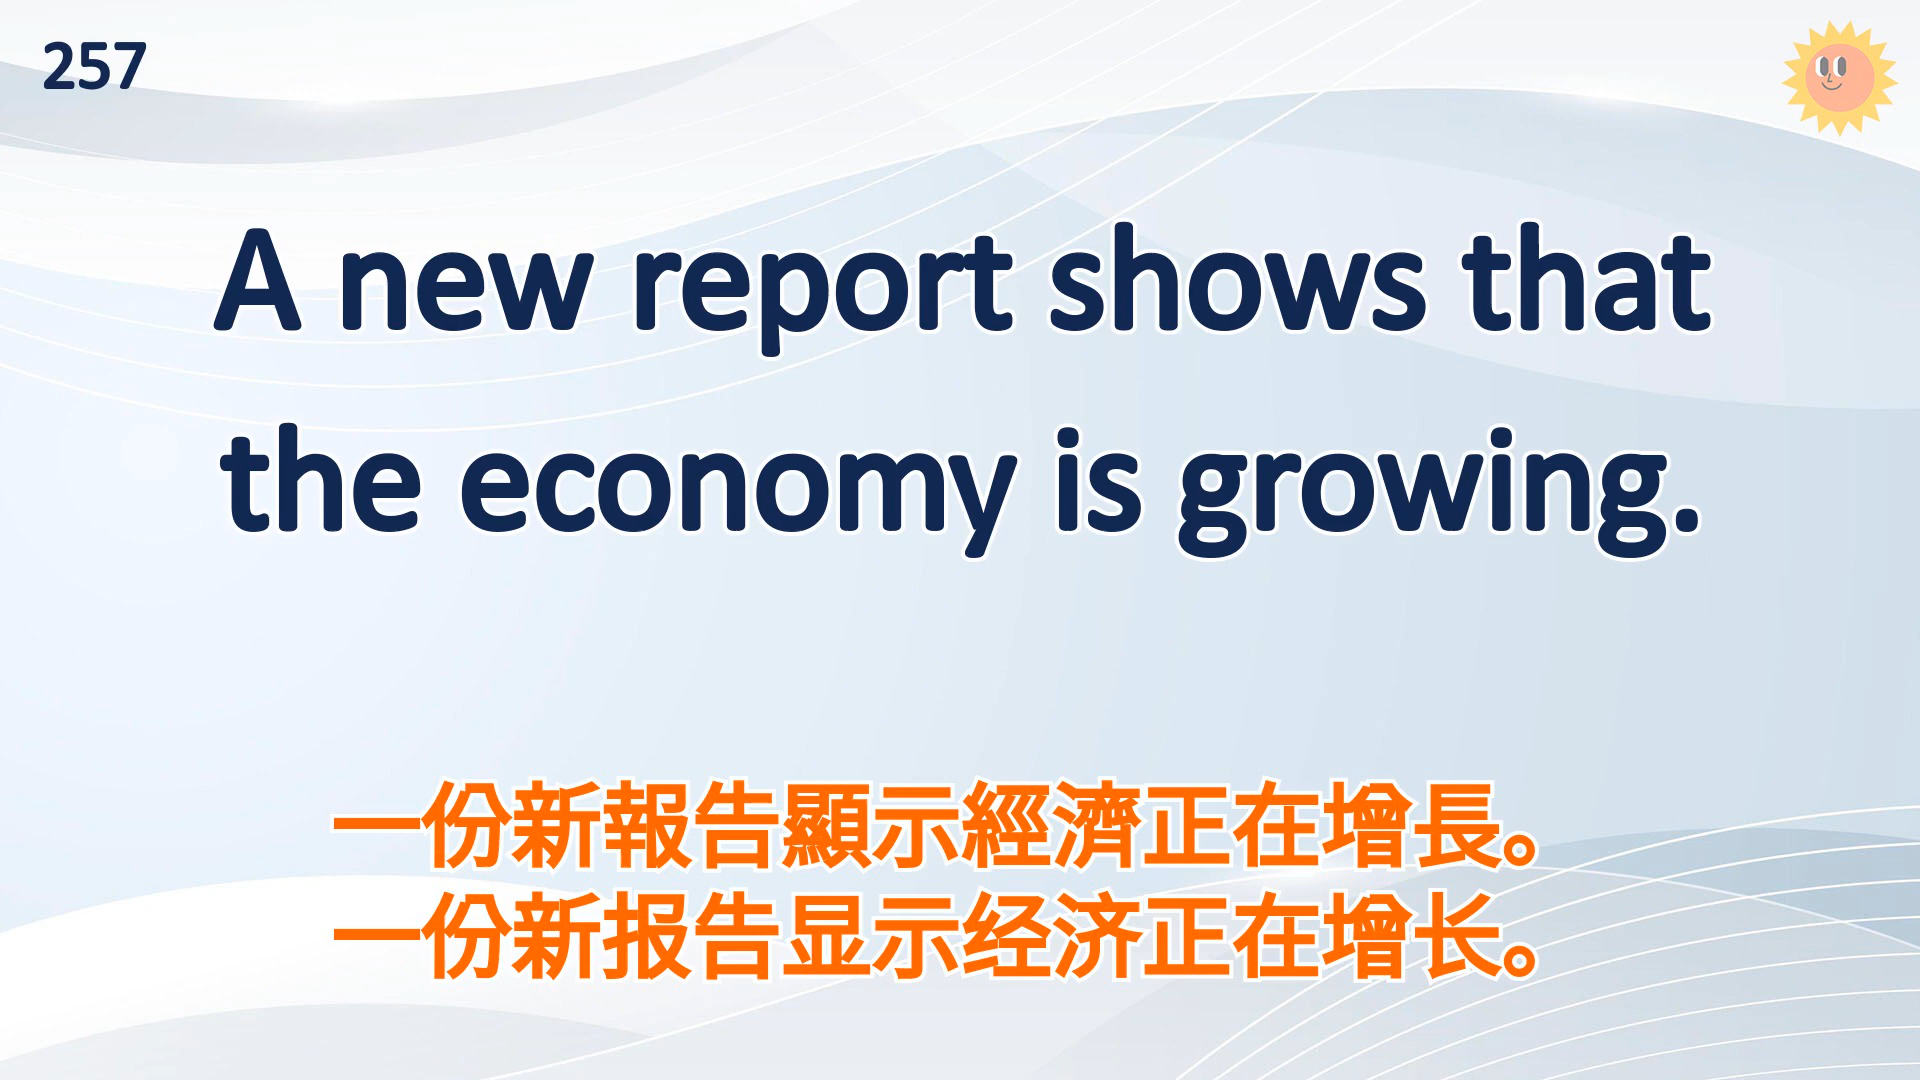 257
A new report shows that
the economy is growing.
一份新報告顯示經濟正在增長。
一份新报告显示经济正在增长。